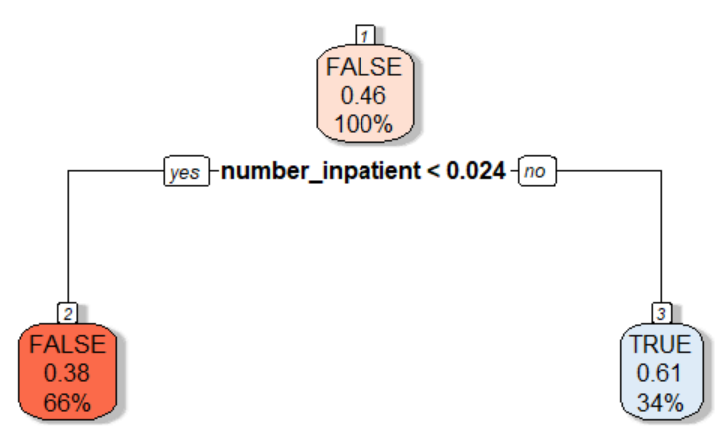 1
FALSE
0.46
100%
yes number_inpatient < 0.024 no
2
FALSE
0.38
66%
3
TRUE
0.61
34%